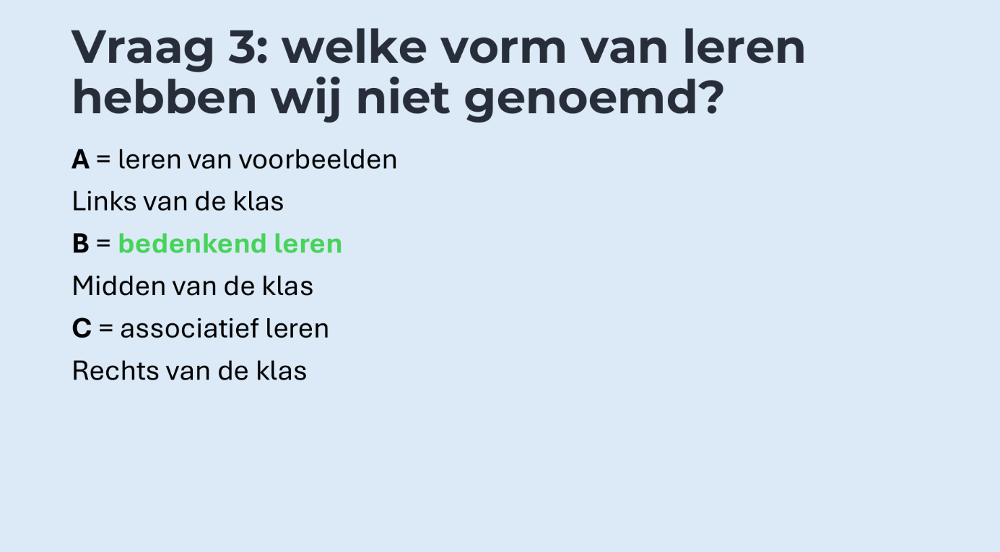 Vraag 3: welke vorm van leren
hebben wij niet genoemd?
A = leren van voorbeelden
Links van de klas
B = bedenkend leren
Midden van de klas
C = associatief leren
Rechts van de klas